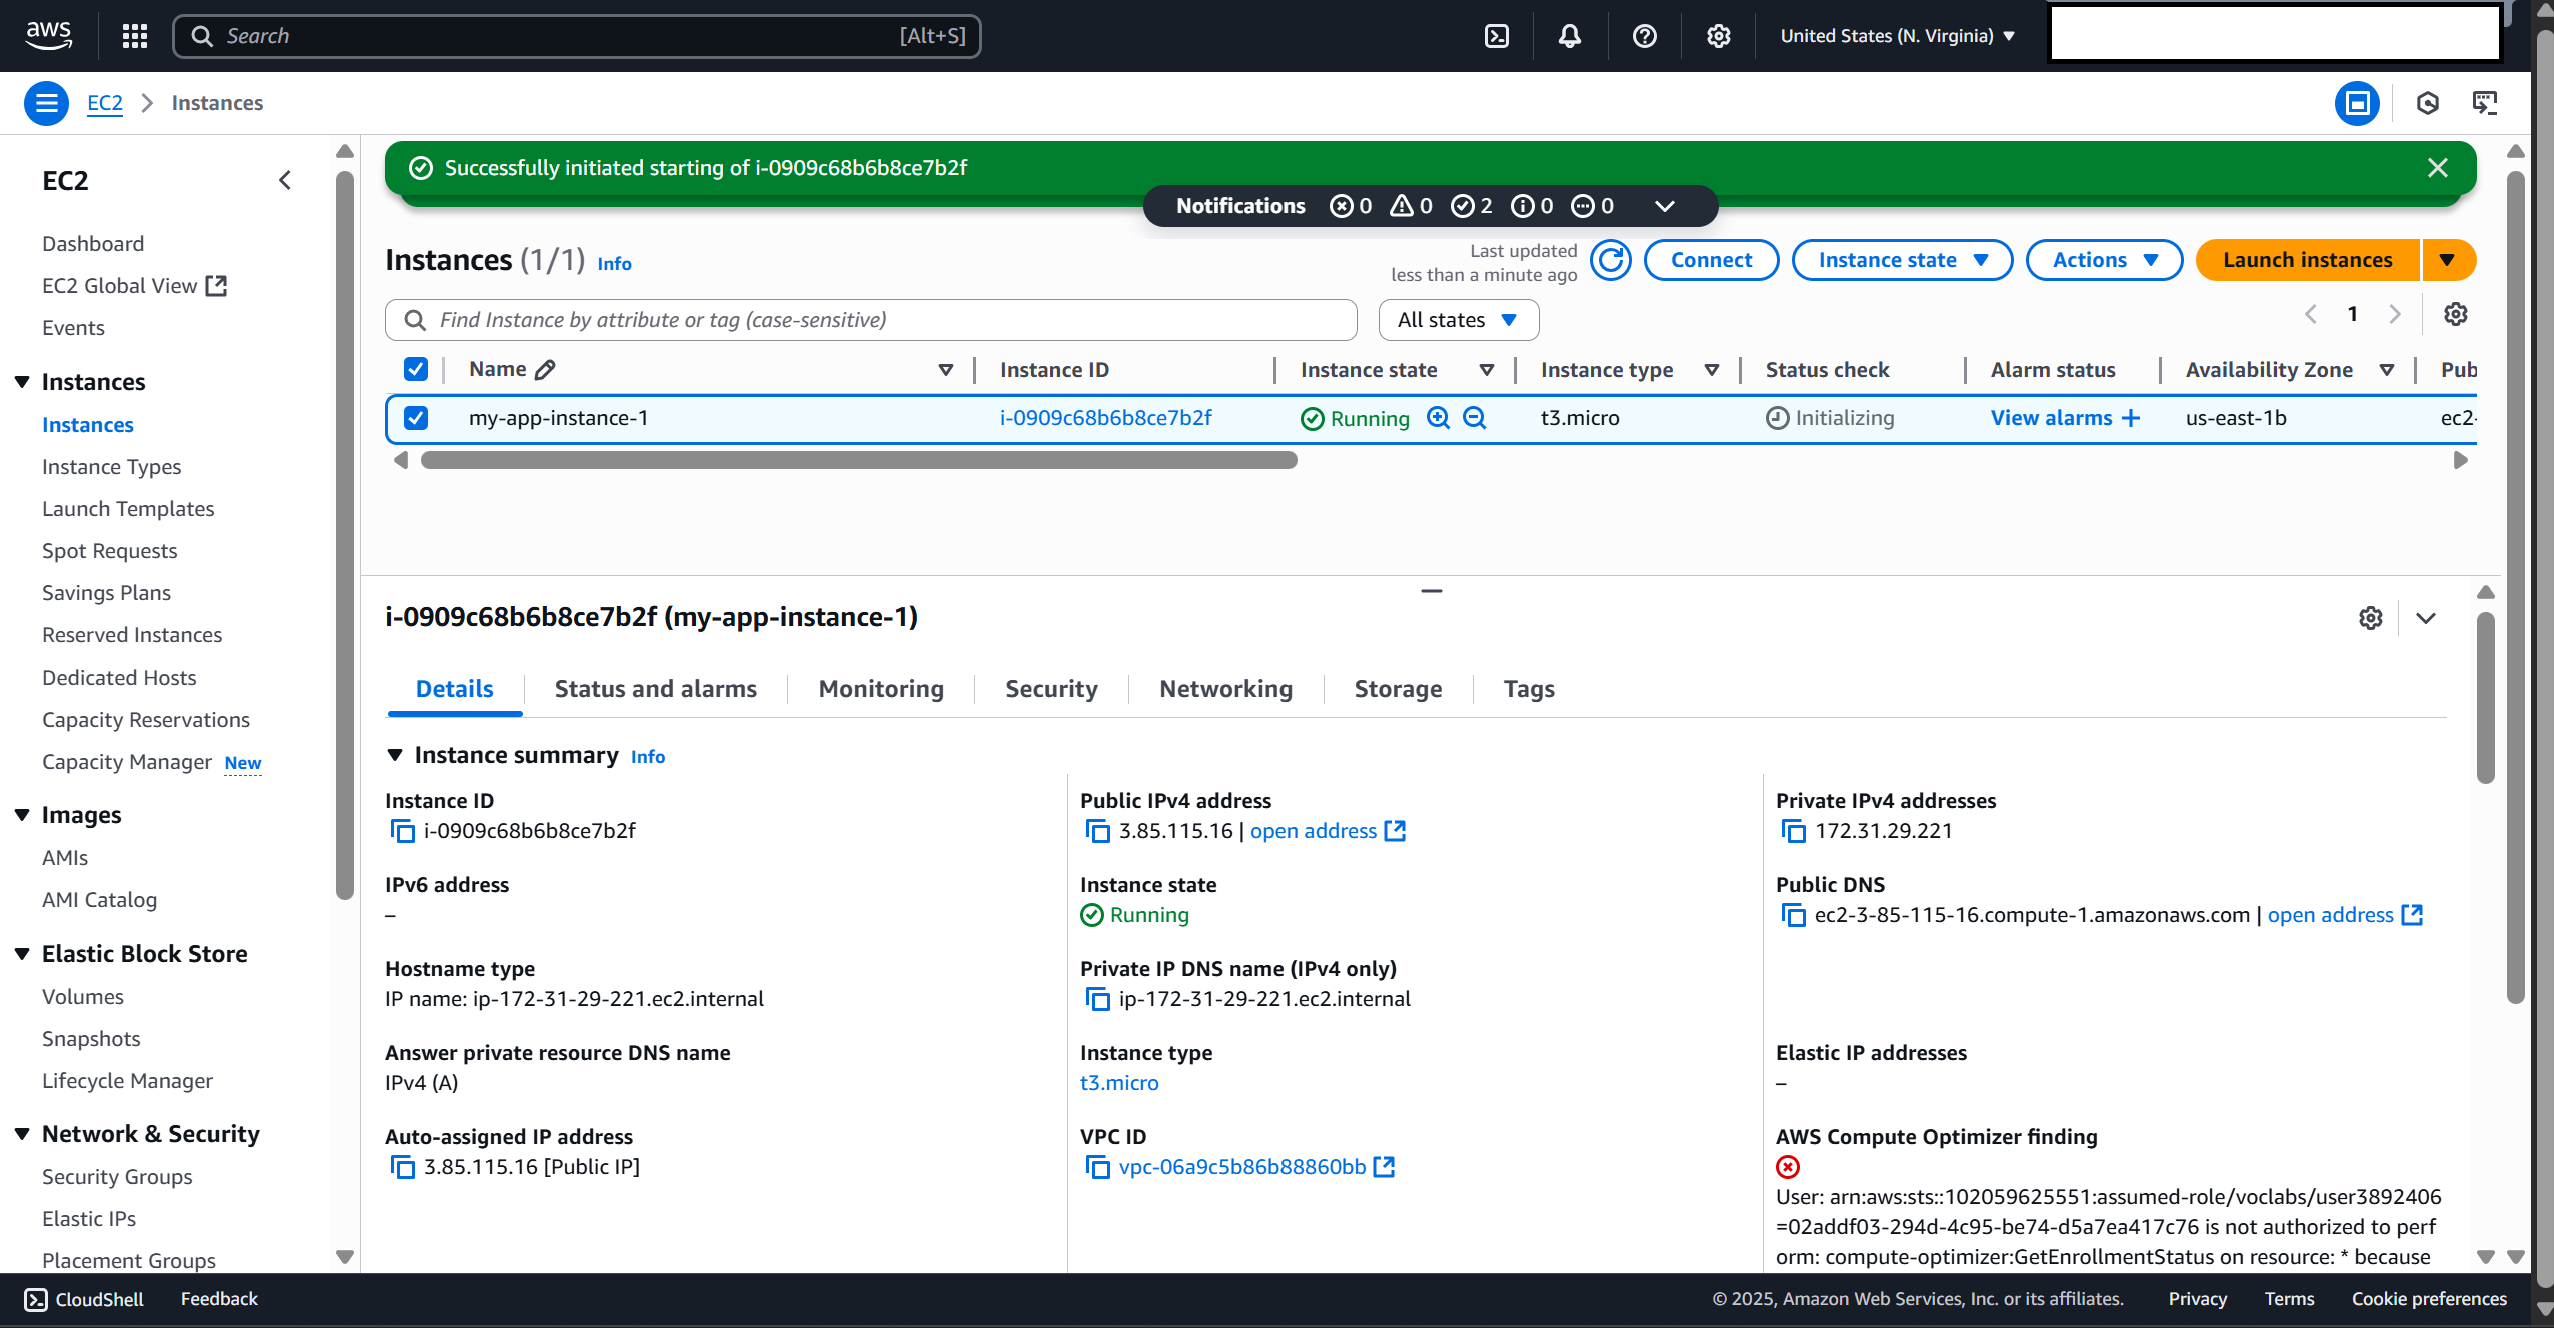 aws
Search [Alt+S]
United States (N. Virginia)
EC2 Instances
EC2
Dashboard
EC2 Global View
Events
Instances
Instances
Instance Types
Launch Templates
Spot Requests
Savings Plans
Reserved Instances
Dedicated Hosts
Capacity Reservations
Capacity Manager New
Images
AMIs
AMI Catalog
Elastic Block Store
Volumes
Snapshots
Lifecycle Manager
Network & Security
Security Groups
Elastic IPs
Placement Groups
Successfully initiated starting of i-0909c68b6b8ce7b2f
Notifications 0 0 2 0 0
Instances (1/1) Info
Last updated
less than a minute ago
Connect Instance state Actions Launch instances
Find Instance by attribute or tag (case-sensitive) All states 1
Name Instance ID Instance state Instance type Status check Alarm status Availability Zone Pub
my-app-instance-1 i-0909c68b6b8ce7b2f Running t3.micro Initializing View alarms + us-east-1b ec2-
i-0909c68b6b8ce7b2f (my-app-instance-1)
Details Status and alarms Monitoring Security Networking Storage Tags
Instance summary Info
Instance ID
i-0909c68b6b8ce7b2f
Public IPv4 address
3.85.115.16 | open address
Private IPv4 addresses
172.31.29.221
IPv6 address
–
Instance state
Running
Public DNS
ec2-3-85-115-16.compute-1.amazonaws.com | open address
Hostname type
IP name: ip-172-31-29-221.ec2.internal
Private IP DNS name (IPv4 only)
ip-172-31-29-221.ec2.internal
Answer private resource DNS name
IPv4 (A)
Instance type
t3.micro
Elastic IP addresses
–
Auto-assigned IP address
3.85.115.16 [Public IP]
VPC ID
vpc-06a9c5b86b88860bb
AWS Compute Optimizer finding
User: arn:aws:sts::102059625551:assumed-role/voclabs/user3892406
=02addf03-294d-4c95-be74-d5a7ea417c76 is not authorized to perf
orm: compute-optimizer:GetEnrollmentStatus on resource: * because
CloudShell Feedback © 2025, Amazon Web Services, Inc. or its affiliates. Privacy Terms Cookie preferences